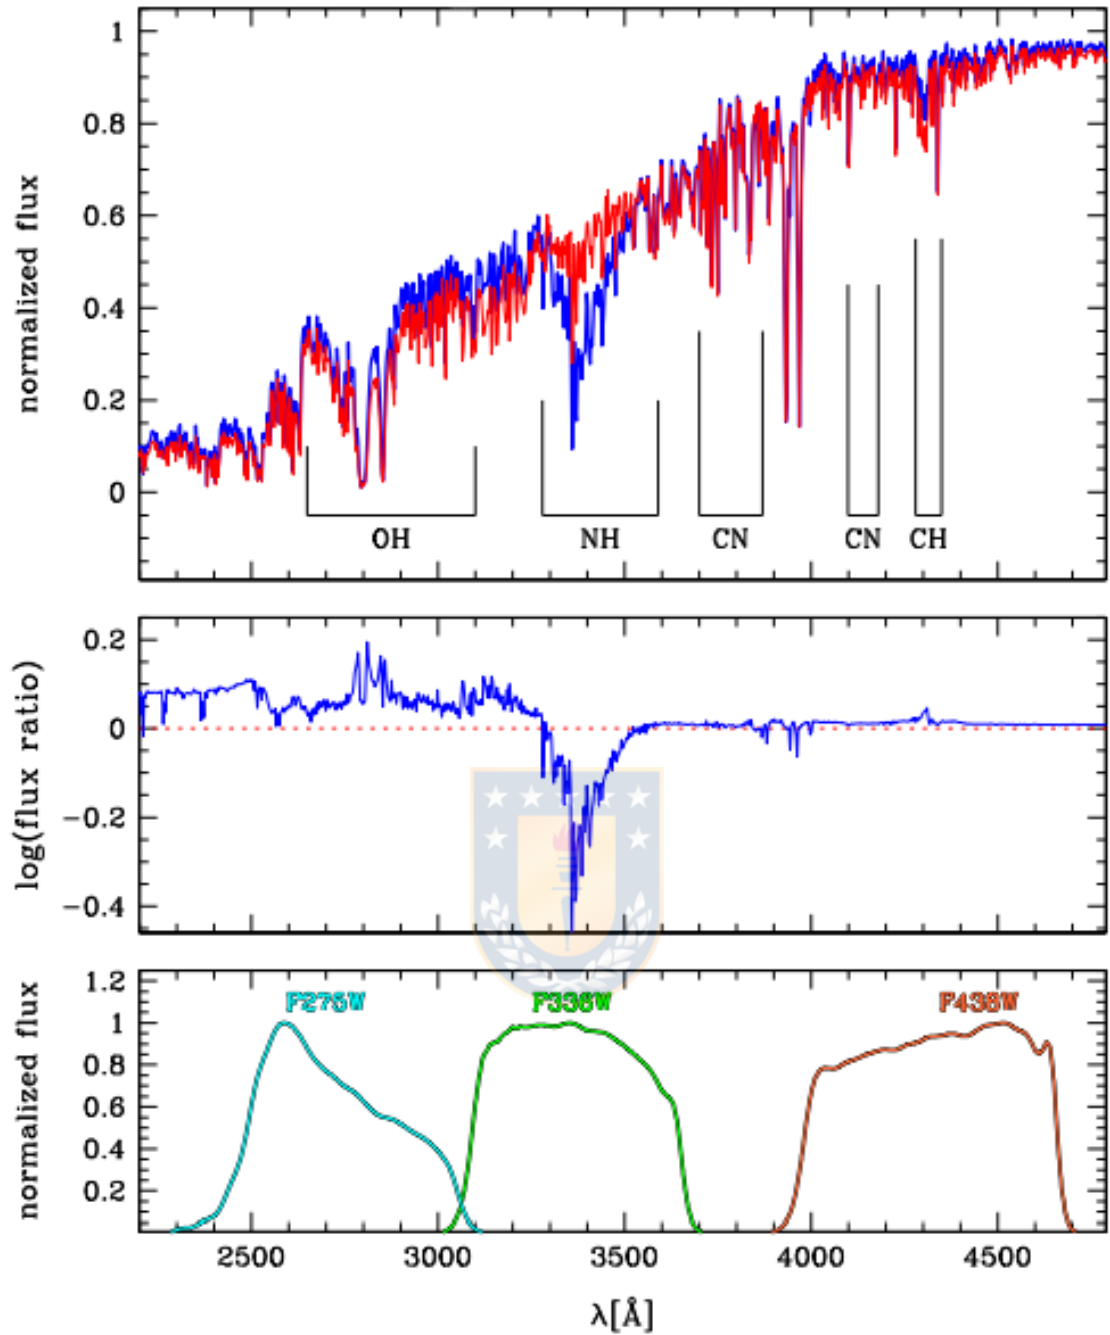 1
0.8
0.6
0.4
0.2
0
normalized flux
OH
NH
CN
CN
CH
0.2
0
−0.2
−0.4
log(flux ratio)
1.2
1
0.8
0.6
0.4
0.2
normalized flux
F275W
F336W
F438W
2500
3000
3500
4000
4500
λ[Å]